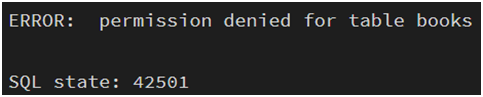 ERROR:  permission denied for table books
SQL state: 42501